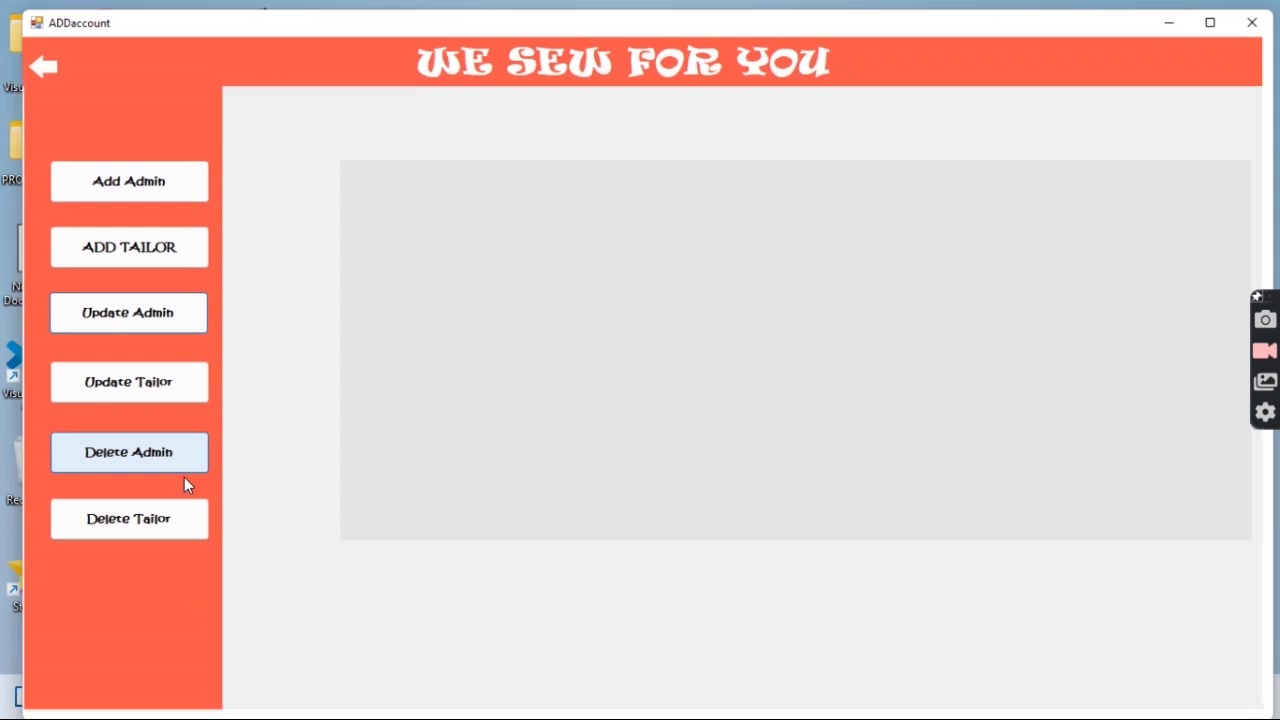 ADDaccount
WE SEW FOR YOU
Add Admin
ADD TAILOR
Update Admin
Update Tailor
Delete Admin
Delete Tailor